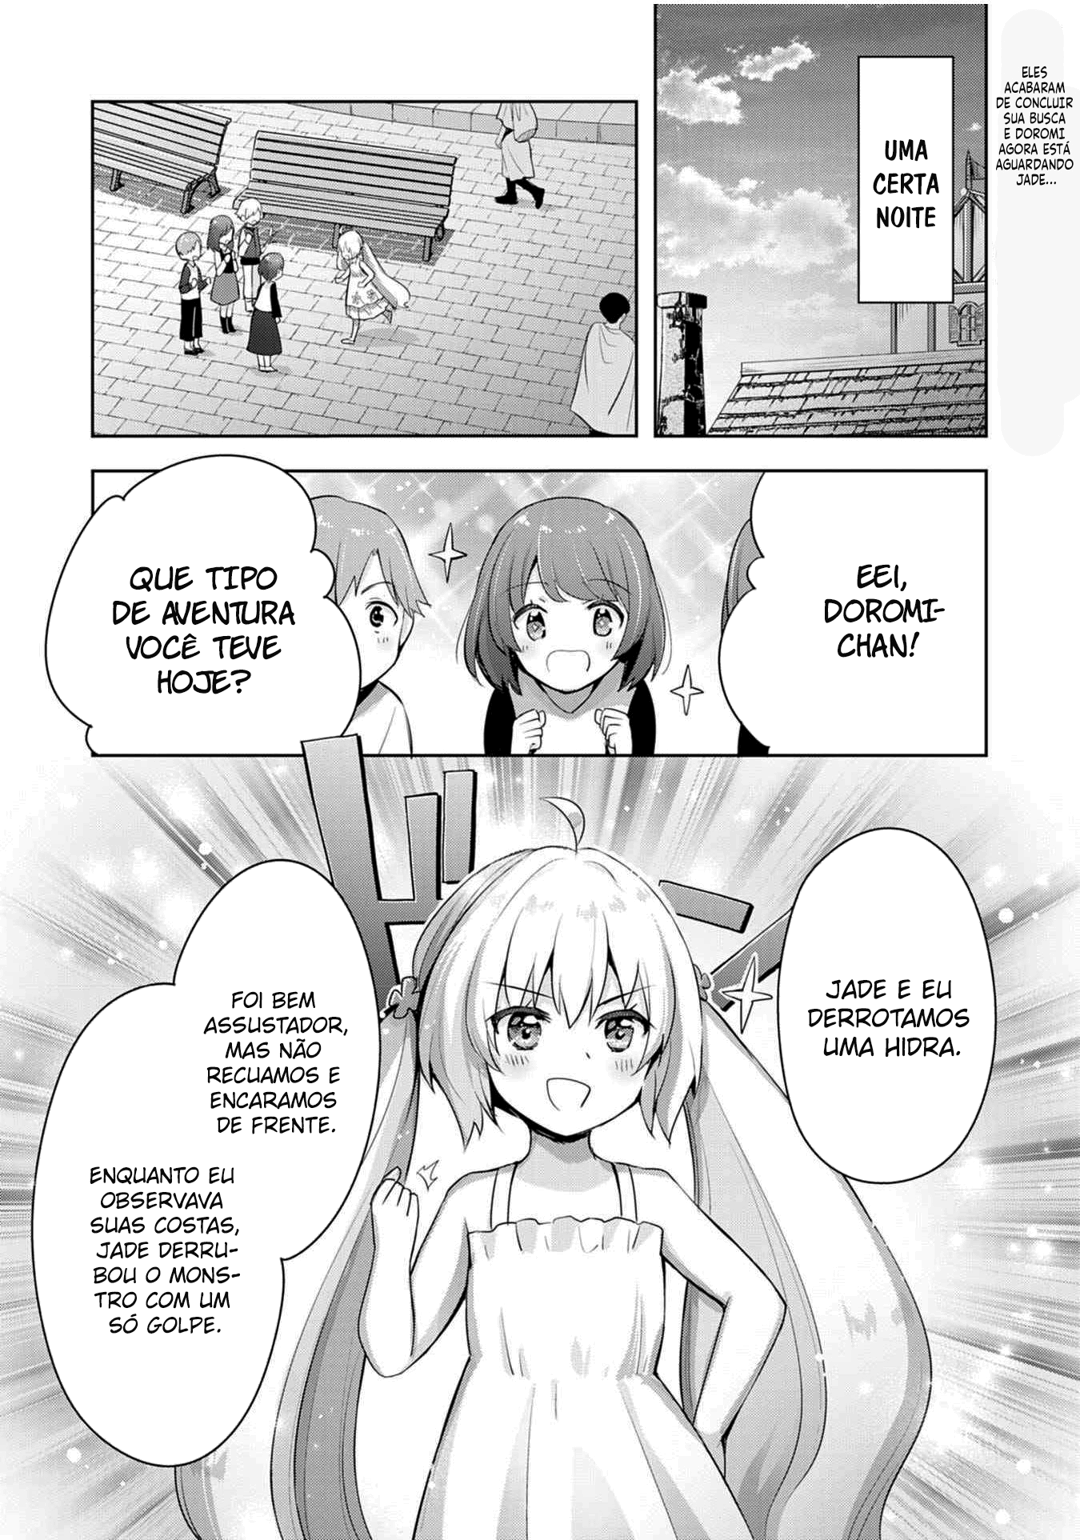 UMA
CERTA
NOITE
ELES
ACABARAM
DE CONCLUIR
SUA BUSCA
E DOROMI
AGORA ESTÁ
AGUARDANDO
JADE...
EEI,
DOROMI-
CHAN!
QUE TIPO
DE AVENTURA
VOCÊ TEVE
HOJE?
JADE E EU
DERROTAMOS
UMA HIDRA.
FOI BEM
ASSUSTADOR,
MAS NÃO
RECUAMOS E
ENCARAMOS
DE FRENTE.
ENQUANTO EU
OBSERVAVA
SUAS COSTAS,
JADE DERRU-
BOU O MONS-
TRO COM UM
SÓ GOLPE.